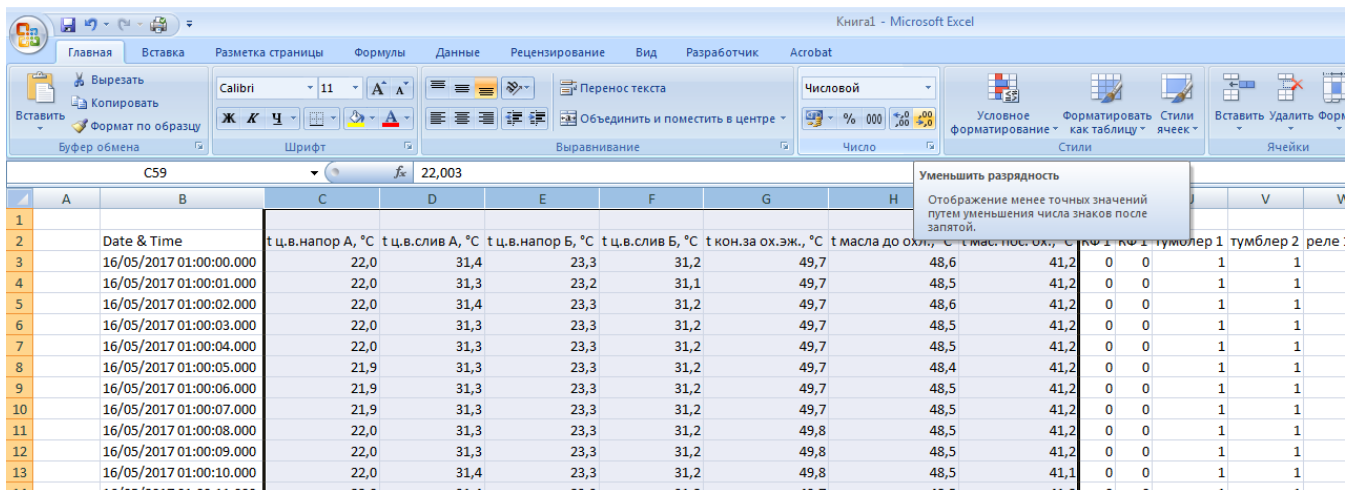 Книга1 - Microsoft Excel
Главная Вставка Разметка страницы Формулы Данные Рецензирование Вид Разработчик Acrobat
Вставить Вырезать Копировать Формат по образцу
Calibri 11 A A Числовой
Ж К Ч А
Перенос текста
Объединить и поместить в центре
% 000 ,00 ,0
Условное форматирование Форматировать как таблицу Стили ячеек
Вставить Удалить
Буфер обмена Шрифт Выравнивание Число Стили Ячейки
C59 fx 22,003
Уменьшить разрядность
Отображение менее точных значений
путем уменьшения числа знаков после
запятой.
A B C D E F G H V
1
2 Date & Time t ц.в.напор А, °C t ц.в.слив А, °C t ц.в.напор Б, °C t ц.в.слив Б, °C t кон.за ох.эж., °C t масла до охл., °C t мас. пос. ох., °C КФ 1 КФ 1 тумблер 1 тумблер 2 реле
3 16/05/2017 01:00:00.000 22,0 31,4 23,3 31,2 49,7 48,6 41,2 0 0 1 1
4 16/05/2017 01:00:01.000 22,0 31,3 23,2 31,1 49,7 48,5 41,2 0 0 1 1
5 16/05/2017 01:00:02.000 22,0 31,4 23,3 31,2 49,7 48,5 41,2 0 0 1 1
6 16/05/2017 01:00:03.000 22,0 31,3 23,3 31,2 49,7 48,5 41,2 0 0 1 1
7 16/05/2017 01:00:04.000 22,0 31,3 23,3 31,2 49,7 48,5 41,2 0 0 1 1
8 16/05/2017 01:00:05.000 21,9 31,3 23,3 31,2 49,7 48,4 41,2 0 0 1 1
9 16/05/2017 01:00:06.000 21,9 31,3 23,3 31,2 49,7 48,5 41,2 0 0 1 1
10 16/05/2017 01:00:07.000 21,9 31,3 23,3 31,2 49,7 48,5 41,2 0 0 1 1
11 16/05/2017 01:00:08.000 22,0 31,3 23,3 31,2 49,8 48,5 41,2 0 0 1 1
12 16/05/2017 01:00:09.000 22,0 31,3 23,3 31,2 49,8 48,5 41,2 0 0 1 1
13 16/05/2017 01:00:10.000 22,0 31,4 23,3 31,2 49,8 48,5 41,1 0 0 1 1